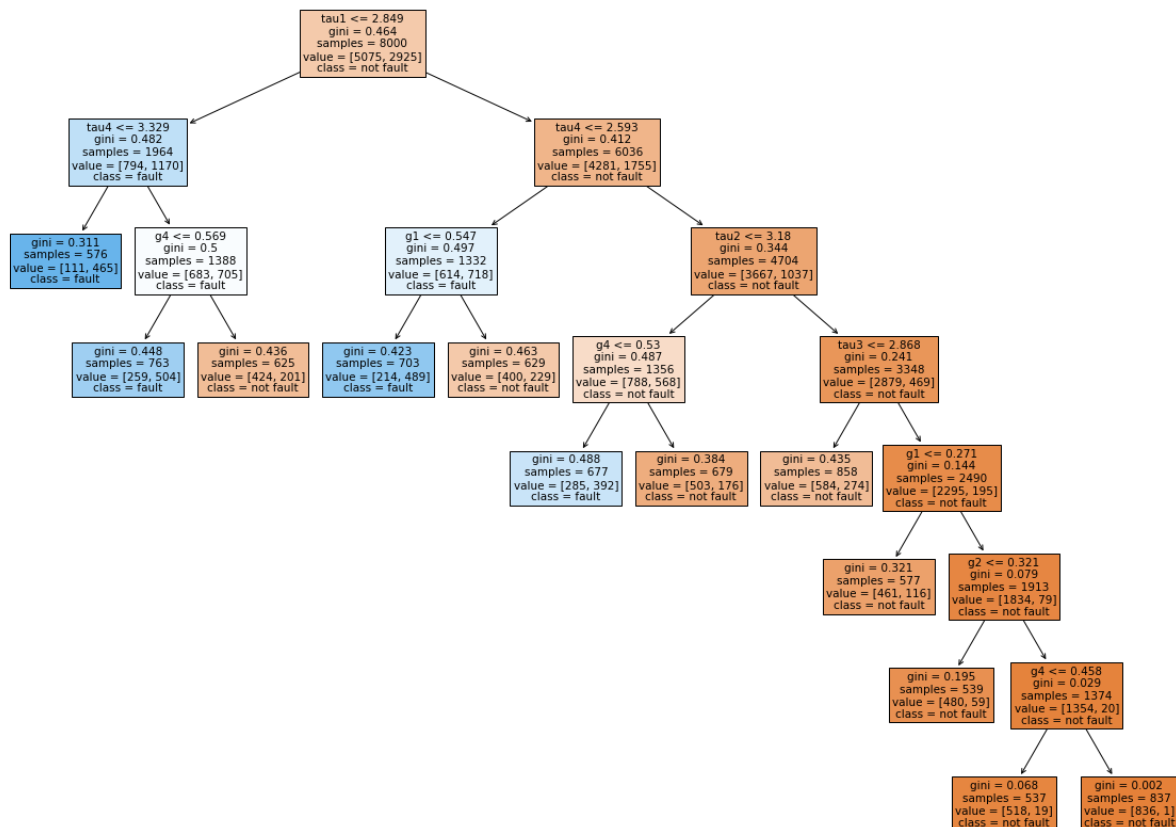 tau1 <= 2.849
gini = 0.464
samples = 8000
value = [5075, 2925]
class = not fault
tau4 <= 3.329
gini = 0.482
samples = 1964
value = [794, 1170]
class = fault
tau4 <= 2.593
gini = 0.412
samples = 6036
value = [4281, 1755]
class = not fault
gini = 0.311
samples = 576
value = [111, 465]
class = fault
g4 <= 0.569
gini = 0.5
samples = 1388
value = [683, 705]
class = fault
g1 <= 0.547
gini = 0.497
samples = 1332
value = [614, 718]
class = fault
tau2 <= 3.18
gini = 0.344
samples = 4704
value = [3667, 1037]
class = not fault
gini = 0.448
samples = 763
value = [259, 504]
class = fault
gini = 0.436
samples = 625
value = [424, 201]
class = not fault
gini = 0.423
samples = 703
value = [214, 489]
class = fault
gini = 0.463
samples = 629
value = [400, 229]
class = not fault
g4 <= 0.53
gini = 0.487
samples = 1356
value = [788, 568]
class = not fault
tau3 <= 2.868
gini = 0.241
samples = 3348
value = [2879, 469]
class = not fault
gini = 0.488
samples = 677
value = [285, 392]
class = fault
gini = 0.384
samples = 679
value = [503, 176]
class = not fault
gini = 0.435
samples = 858
value = [584, 274]
class = not fault
g1 <= 0.271
gini = 0.144
samples = 2490
value = [2295, 195]
class = not fault
gini = 0.321
samples = 577
value = [461, 116]
class = not fault
g2 <= 0.321
gini = 0.079
samples = 1913
value = [1834, 79]
class = not fault
gini = 0.195
samples = 539
value = [480, 59]
class = not fault
g4 <= 0.458
gini = 0.029
samples = 1374
value = [1354, 20]
class = not fault
gini = 0.068
samples = 537
value = [518, 19]
class = not fault
gini = 0.002
samples = 837
value = [836, 1]
class = not fault